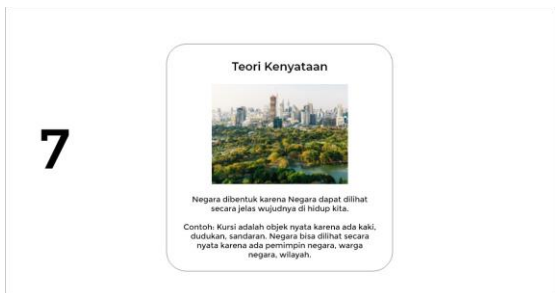 Teori Kenyataan
7
Negara dibentuk karena Negara dapat dilihat
secara jelas wujudnya di hidup kita.
Contoh: Kursi adalah objek nyata karena ada kaki,
dudukan, sandaran. Negara bisa dilihat secara
nyata karena ada pemimpin negara, warga
negara, wilayah.